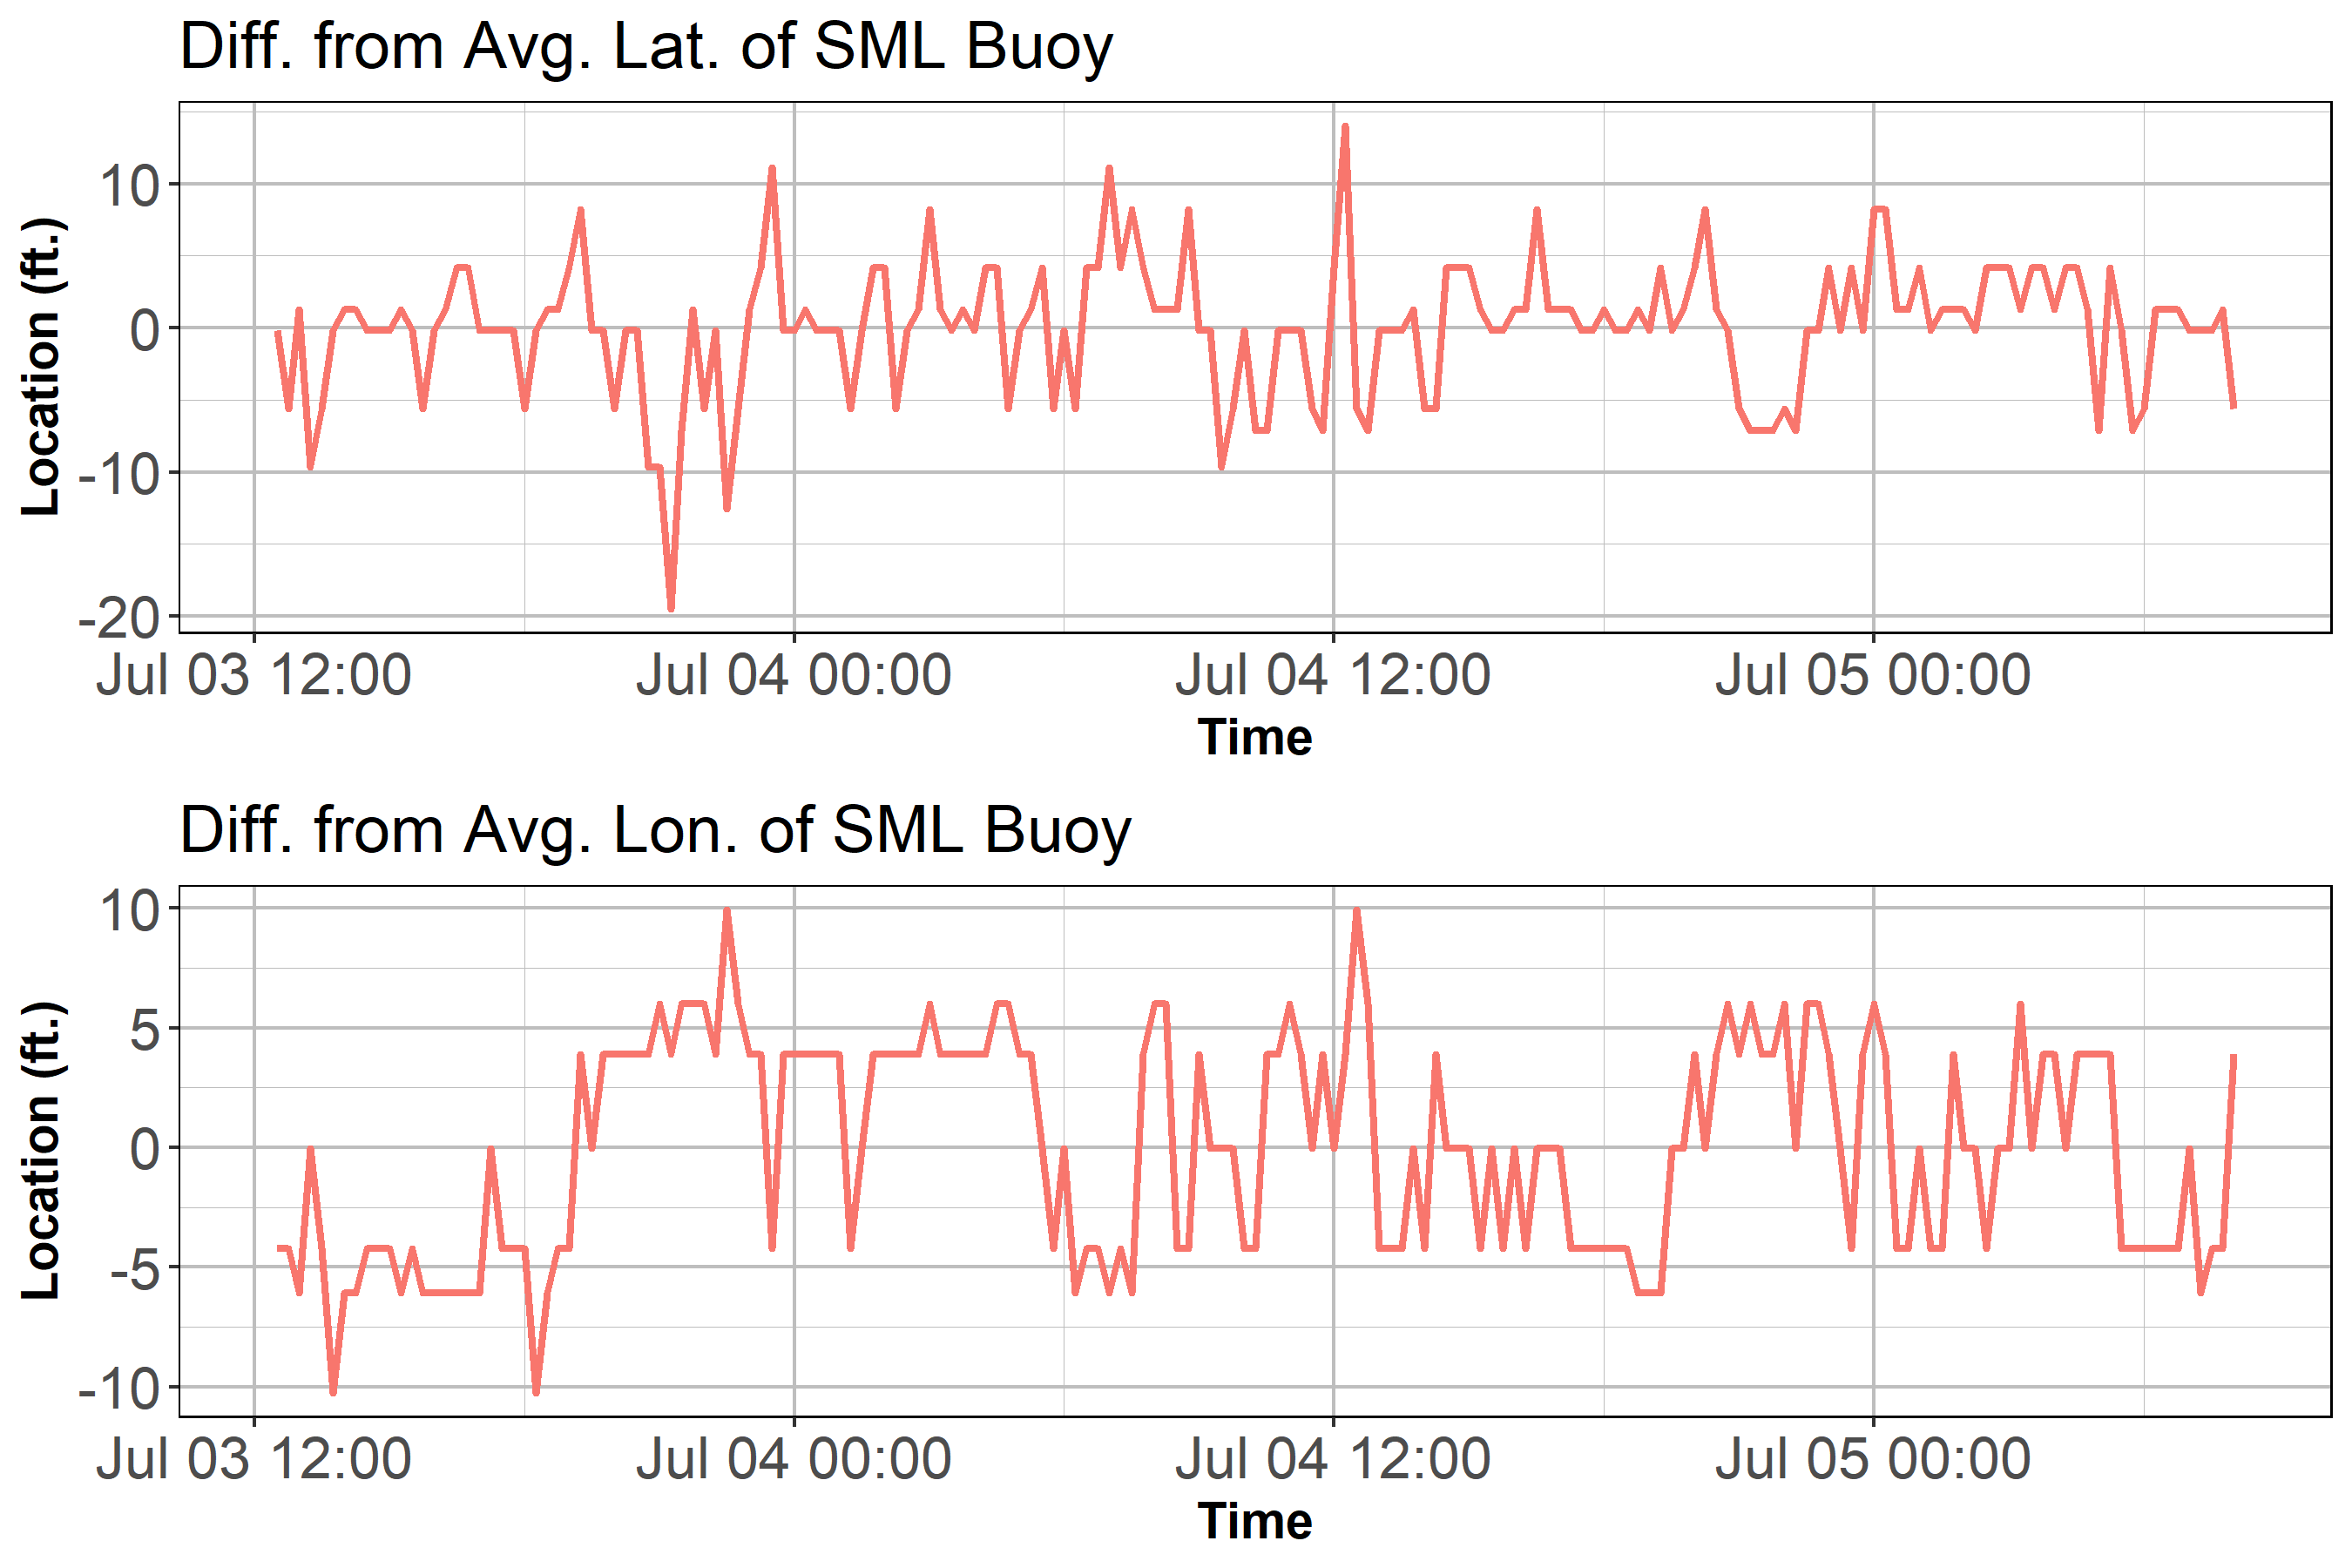 Diff. from Avg. Lat. of SML Buoy
Location (ft.)
10
0
-10
-20
Jul 03 12:00 Jul 04 00:00 Jul 04 12:00 Jul 05 00:00
Time
Diff. from Avg. Lon. of SML Buoy
Location (ft.)
10
5
0
-5
-10
Jul 03 12:00 Jul 04 00:00 Jul 04 12:00 Jul 05 00:00
Time